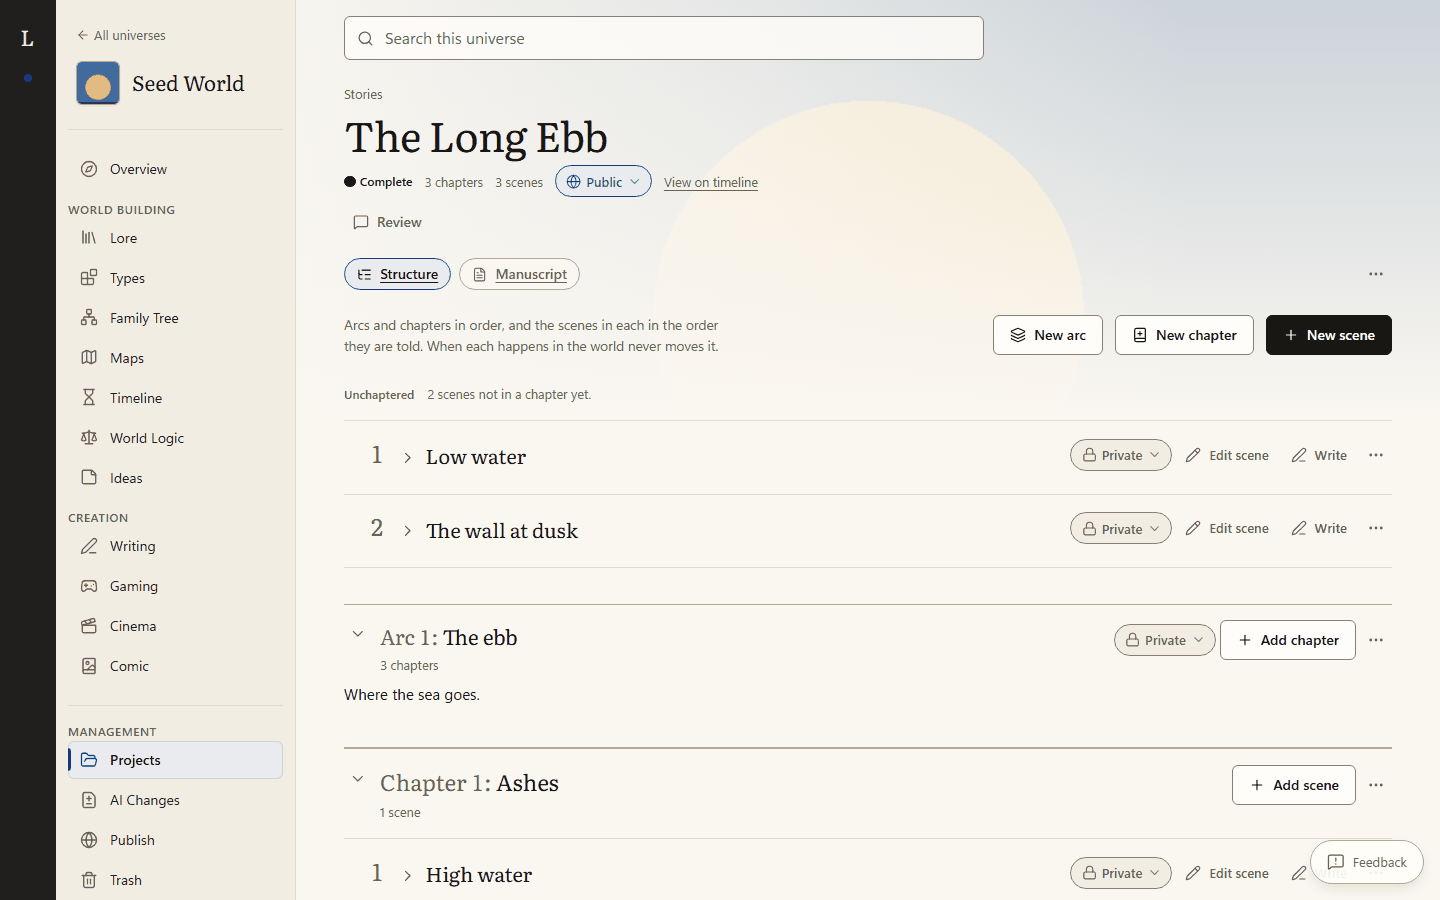 L
All universes
Seed World
Overview
WORLD BUILDING
Lore
Types
Family Tree
Maps
Timeline
World Logic
Ideas
CREATION
Writing
Gaming
Cinema
Comic
MANAGEMENT
Projects
AI Changes
Publish
Trash
Search this universe
Stories
The Long Ebb
Complete 3 chapters 3 scenes Public View on timeline
Review
Structure Manuscript
Arcs and chapters in order, and the scenes in each in the order
they are told. When each happens in the world never moves it.
New arc New chapter New scene
Unchaptered 2 scenes not in a chapter yet.
1 Low water Private Edit scene Write
2 The wall at dusk Private Edit scene Write
Arc 1: The ebb Private Add chapter
3 chapters
Where the sea goes.
Chapter 1: Ashes Add scene
1 scene
1 High water Private Edit scene
Feedback